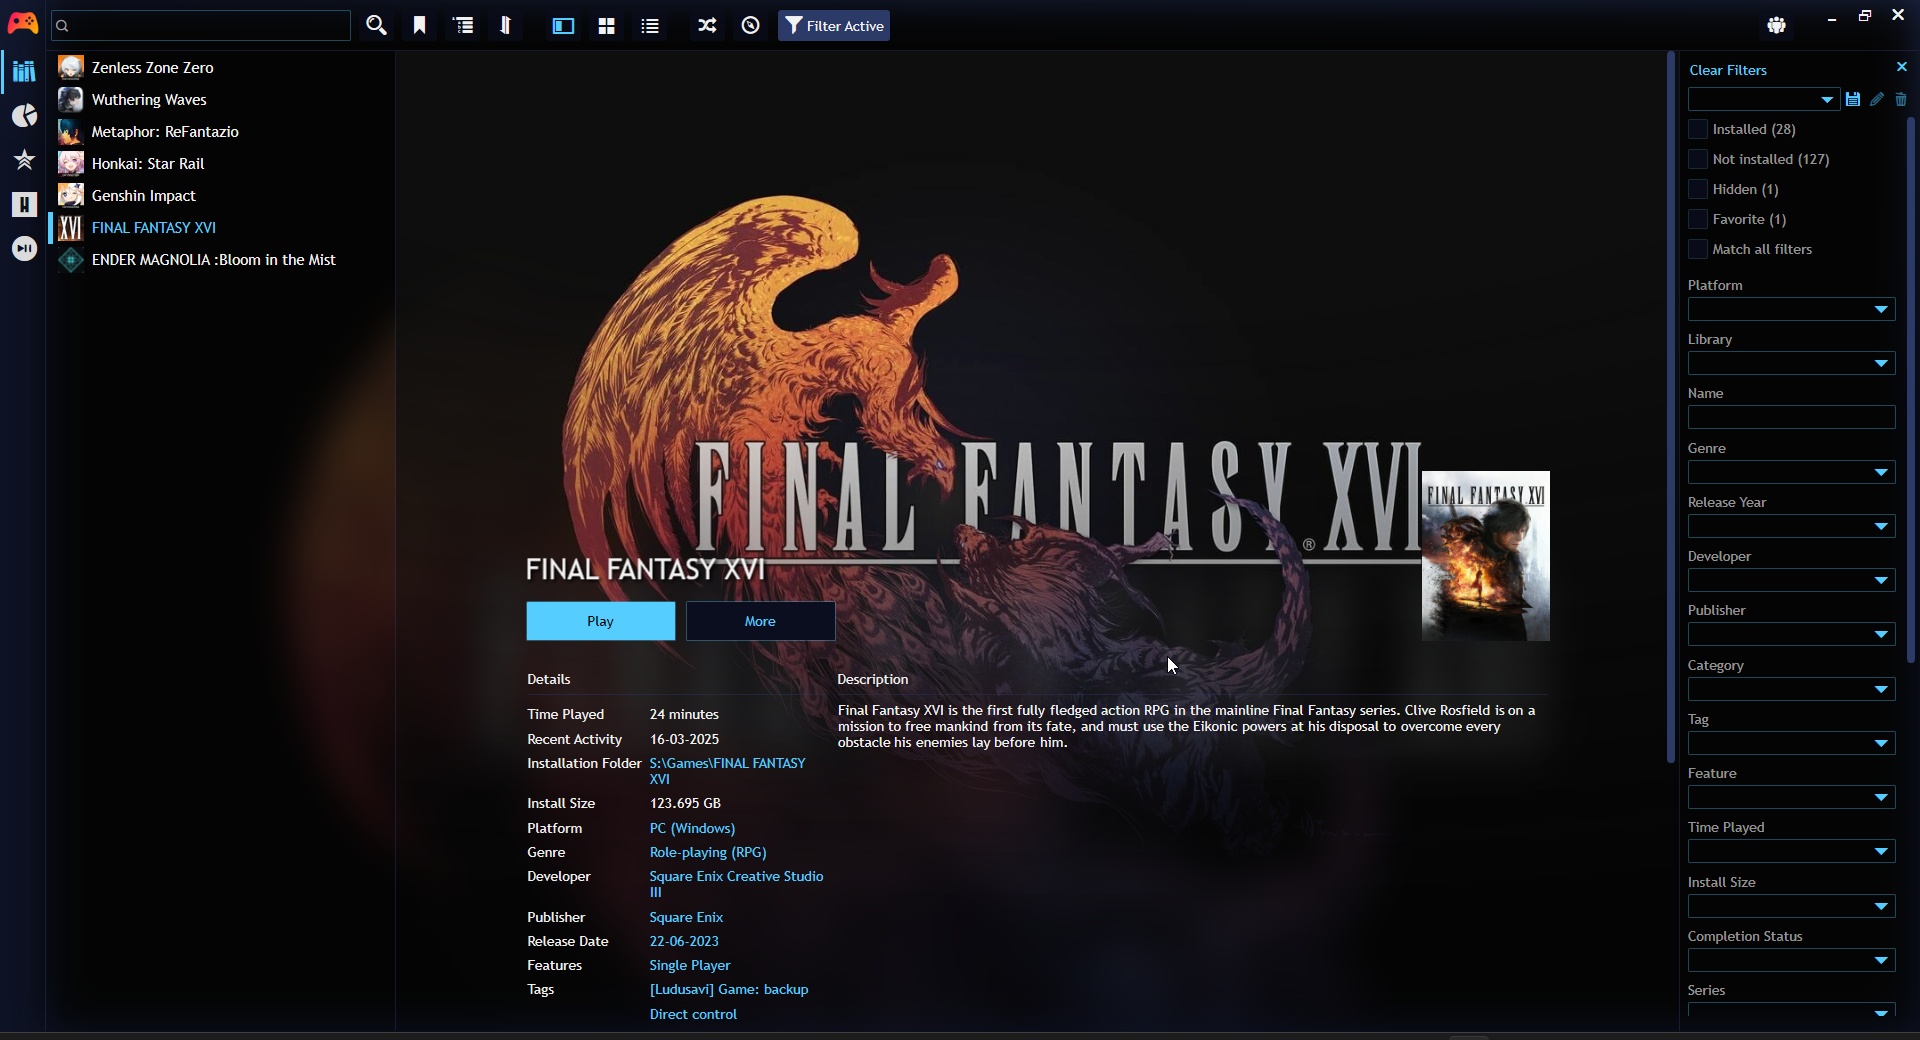 Filter Active
Zenless Zone Zero
Wuthering Waves
Metaphor: ReFantazio
Honkai: Star Rail
Genshin Impact
XVI
FINAL FANTASY XVI
ENDER MAGNOLIA :Bloom in the Mist
FINAL FANTASY XVI
®
FINAL FANTASY XVI
FINAL FANTASY XVI
Play
More
Details
Time Played 24 minutes
Recent Activity 16-03-2025
Installation Folder S:\Games\FINAL FANTASY
XVI
Install Size 123.695 GB
Platform PC (Windows)
Genre Role-playing (RPG)
Developer Square Enix Creative Studio
III
Publisher Square Enix
Release Date 22-06-2023
Features Single Player
Tags [Ludusavi] Game: backup
Direct control
Description
Final Fantasy XVI is the first fully fledged action RPG in the mainline Final Fantasy series. Clive Rosfield is on a
mission to free mankind from its fate, and must use the Eikonic powers at his disposal to overcome every
obstacle his enemies lay before him.
Clear Filters
Installed (28)
Not installed (127)
Hidden (1)
Favorite (1)
Match all filters
Platform
Library
Name
Genre
Release Year
Developer
Publisher
Category
Tag
Feature
Time Played
Install Size
Completion Status
Series